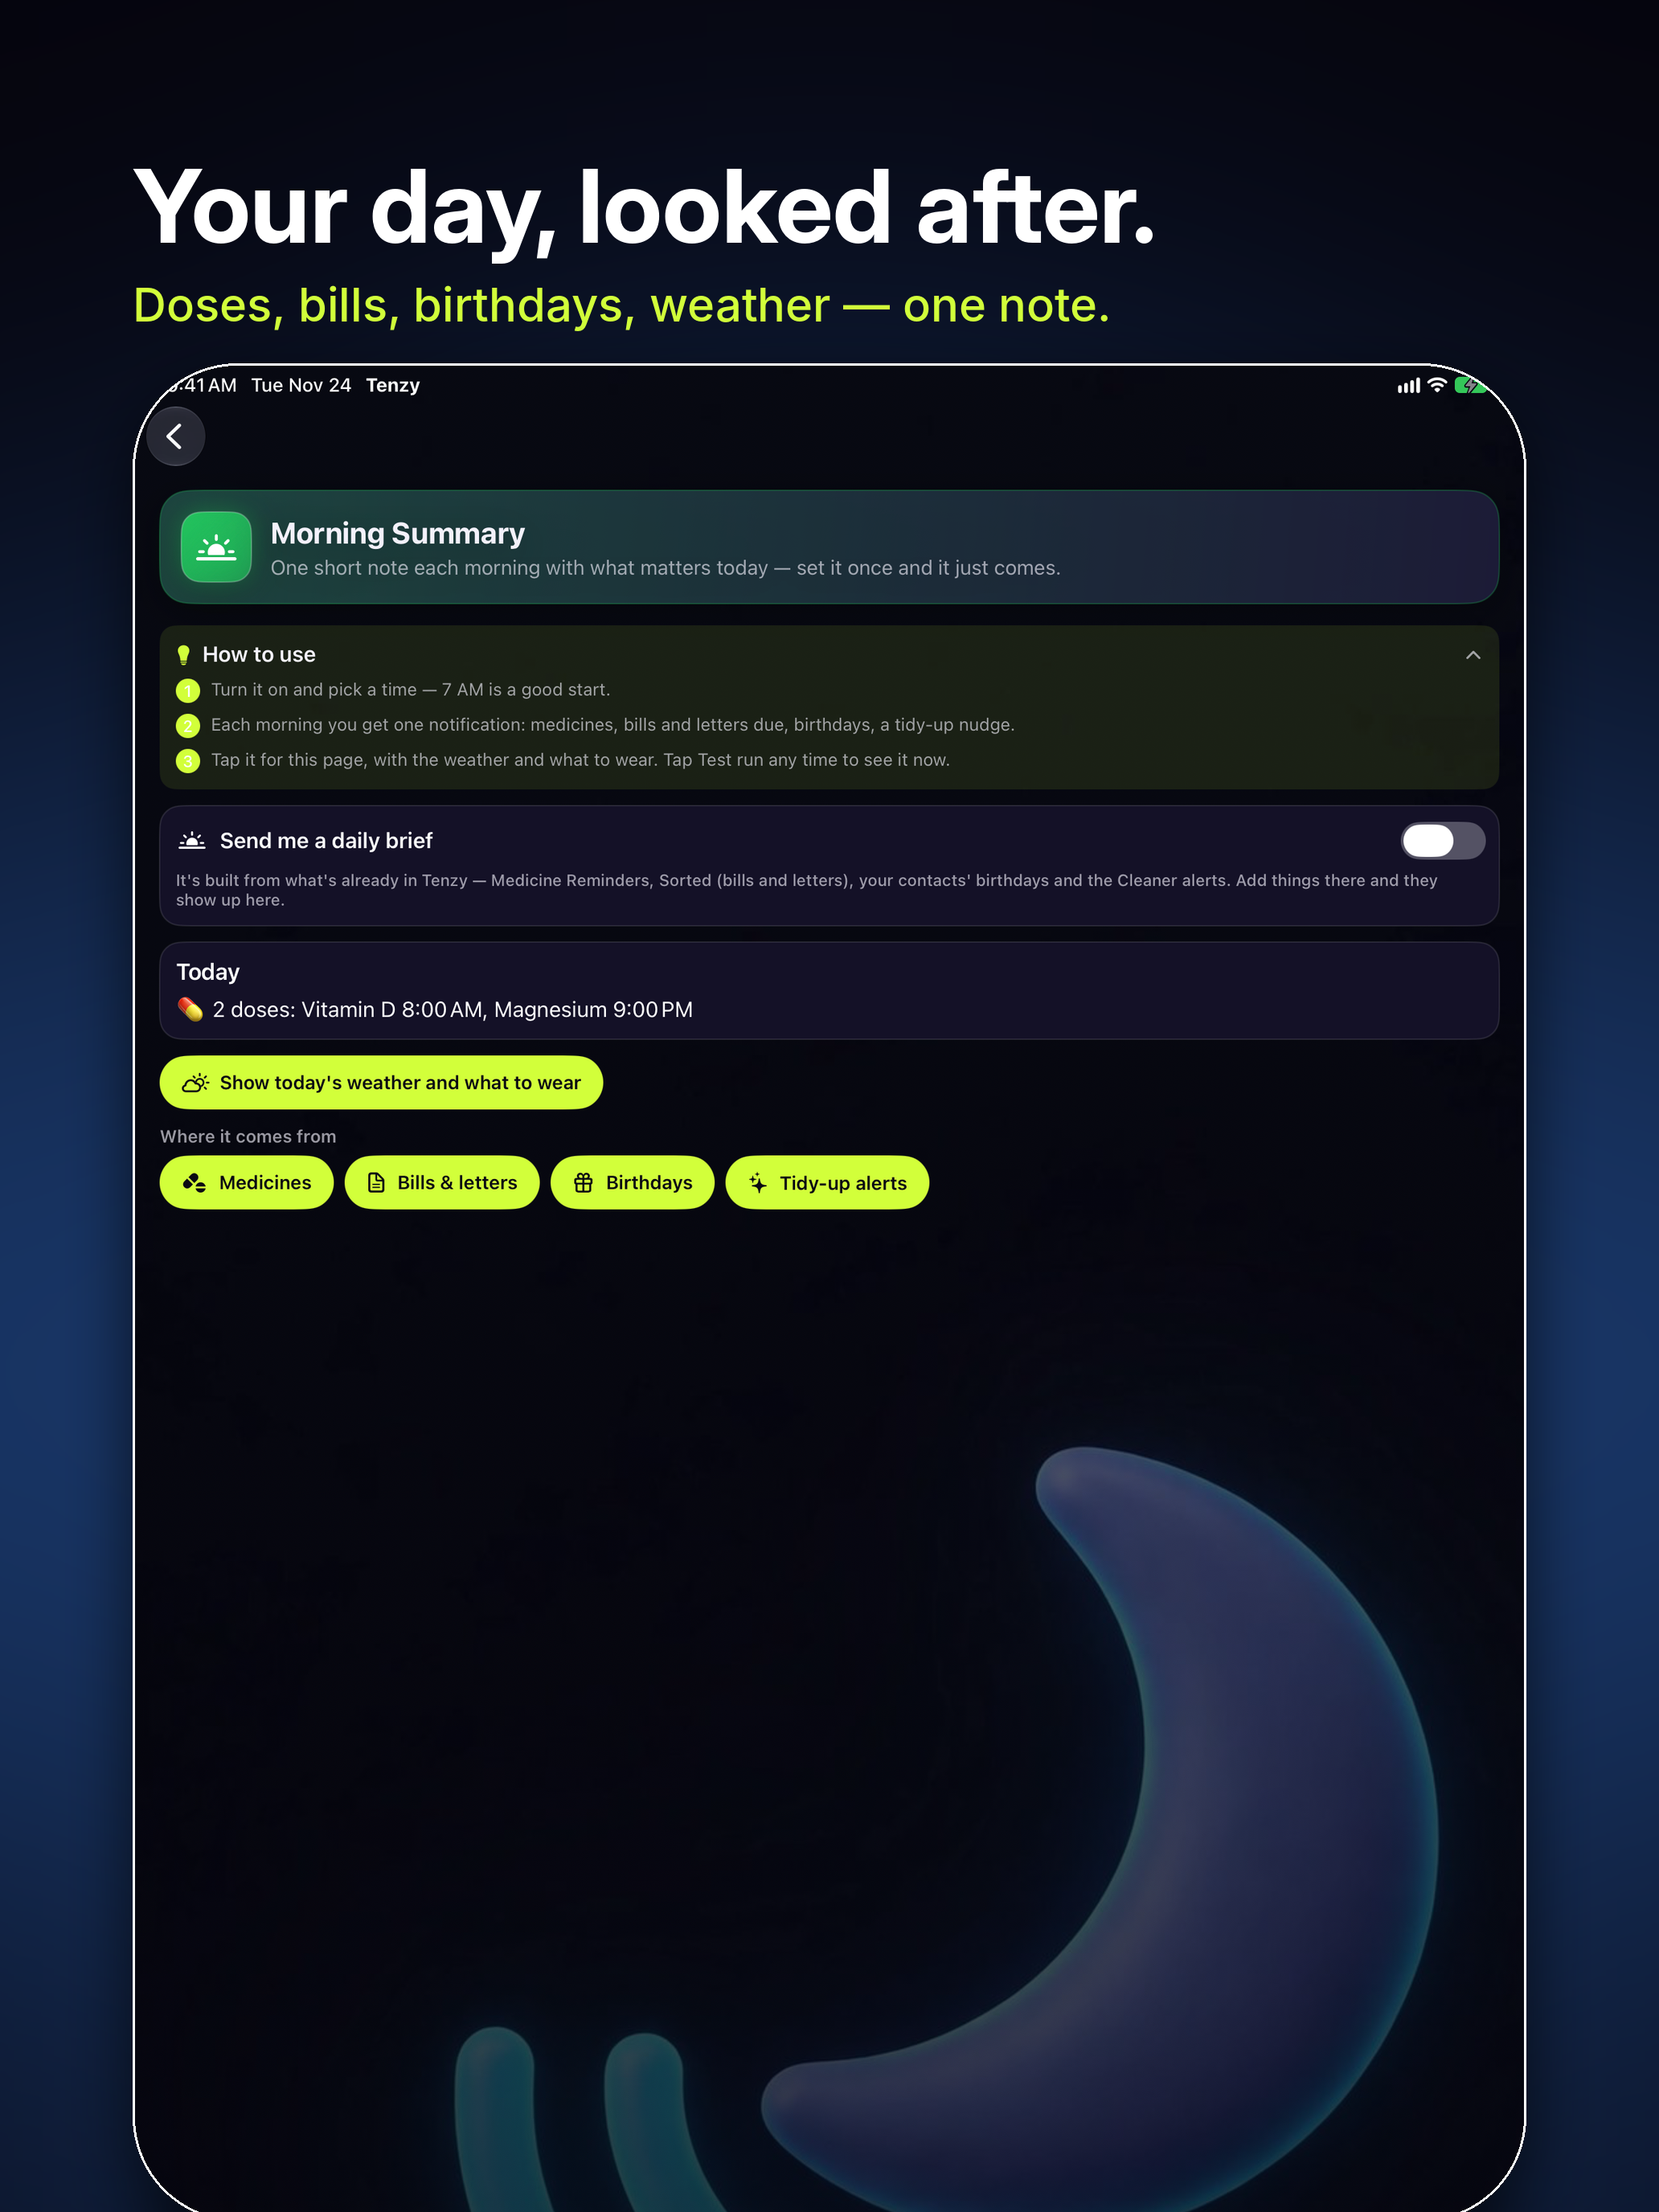 Your day, looked after.
Doses, bills, birthdays, weather — one note.
:41 AM Tue Nov 24 Tenzy
Morning Summary
One short note each morning with what matters today — set it once and it just comes.
How to use
1 Turn it on and pick a time — 7 AM is a good start.
2 Each morning you get one notification: medicines, bills and letters due, birthdays, a tidy-up nudge.
3 Tap it for this page, with the weather and what to wear. Tap Test run any time to see it now.
Send me a daily brief
It's built from what's already in Tenzy — Medicine Reminders, Sorted (bills and letters), your contacts' birthdays and the Cleaner alerts. Add things there and they
show up here.
Today
2 doses: Vitamin D 8:00 AM, Magnesium 9:00 PM
Show today's weather and what to wear
Where it comes from
Medicines Bills & letters Birthdays Tidy-up alerts